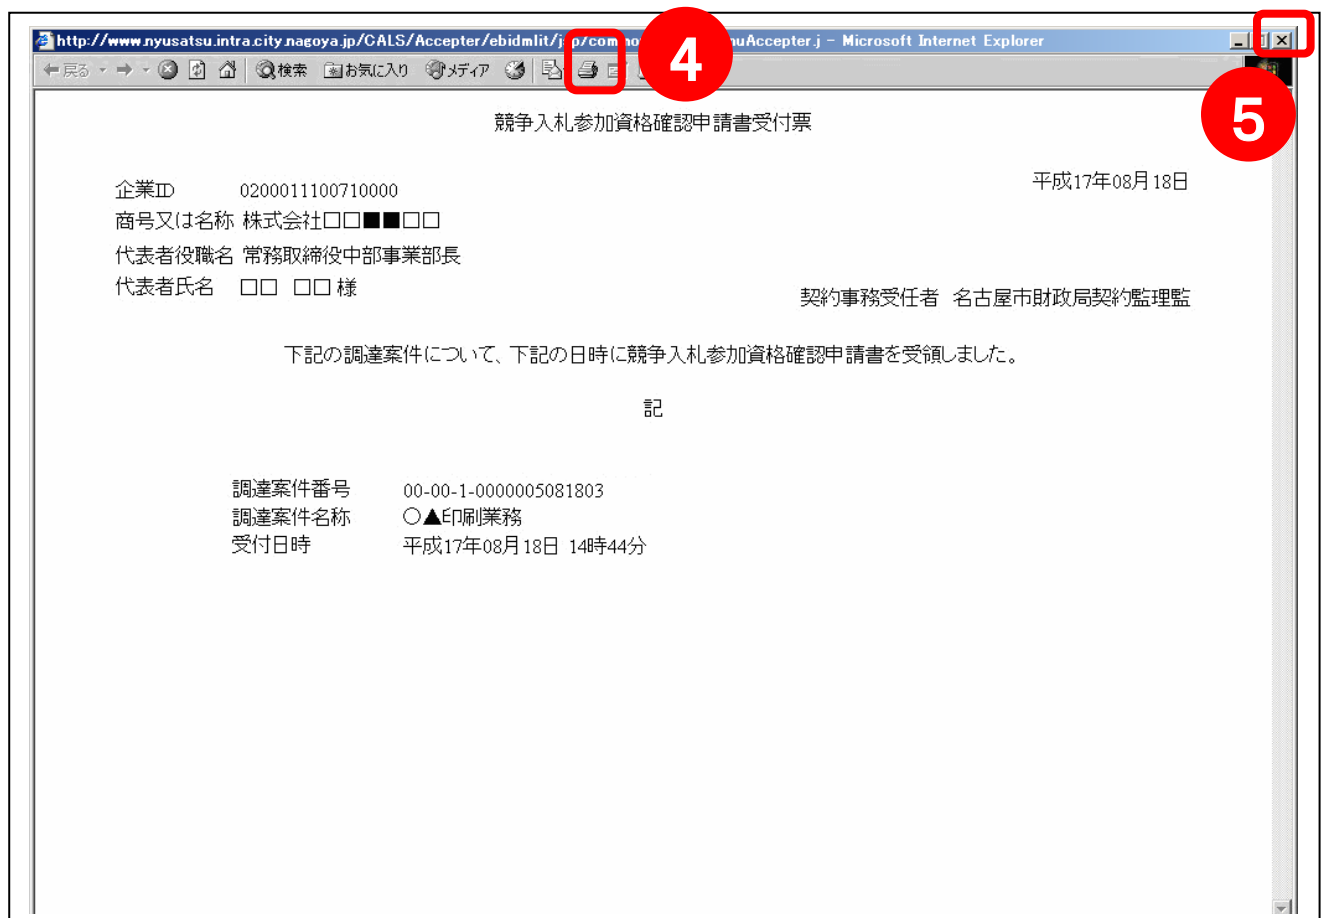 http://www.nyusatsu.intra.city.nagoya.jp/CALS/Accepter/ebidmlit/j p/commo nuAccepter.j - Microsoft Internet Explorer
戻る 検索 お気に入り メディア
4
5
競争入札参加資格確認申請書受付票
平成17年08月18日
企業ID 0200011100710000
商号又は名称 株式会社□□■■□□
代表者役職名 常務取締役中部事業部長
代表者氏名 □□ □□様
契約事務受任者 名古屋市財政局契約監理監
下記の調達案件について、下記の日時に競争入札参加資格確認申請書を受領しました。
記
調達案件番号 00-00-1-0000005081803
調達案件名称 ○▲印刷業務
受付日時 平成17年08月18日 14時44分